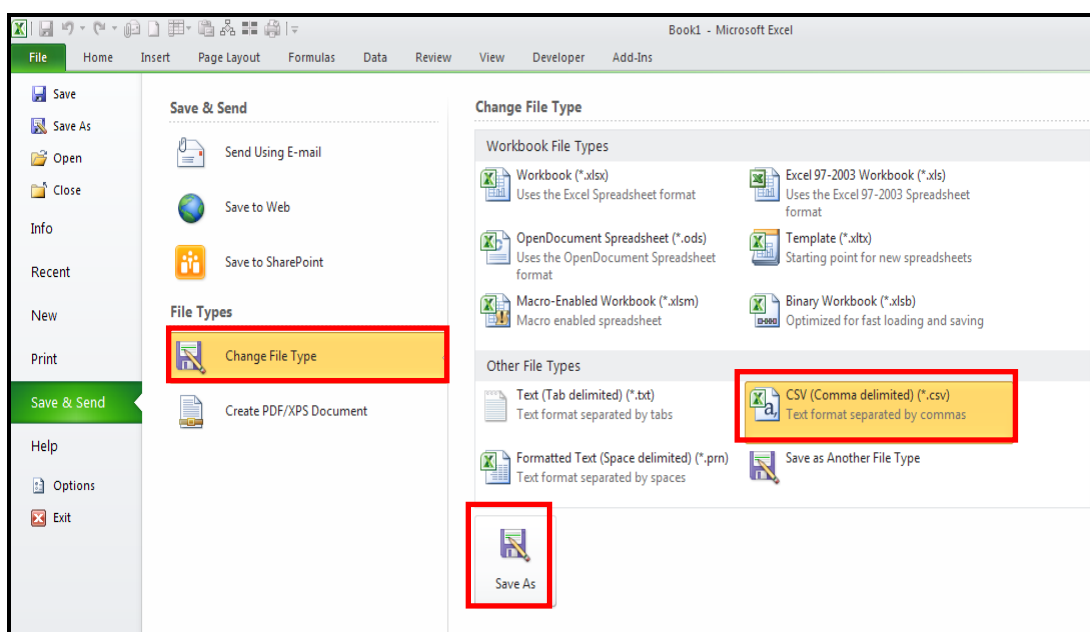 Book1 - Microsoft Excel
File Home Insert Page Layout Formulas Data Review View Developer Add-Ins
Save
Save As
Open
Close
Info
Recent
New
Print
Save & Send
Help
Options
Exit
Save & Send
Send Using E-mail
Save to Web
Save to SharePoint
File Types
Change File Type
Create PDF/XPS Document
Change File Type
Workbook File Types
Workbook (*.xlsx)
Uses the Excel Spreadsheet format
Excel 97-2003 Workbook (*.xls)
Uses the Excel 97-2003 Spreadsheet
format
OpenDocument Spreadsheet (*.ods)
Uses the OpenDocument Spreadsheet
format
Template (*.xltx)
Starting point for new spreadsheets
Macro-Enabled Workbook (*.xlsm)
Macro enabled spreadsheet
Binary Workbook (*.xlsb)
Optimized for fast loading and saving
Other File Types
Text (Tab delimited) (*.txt)
Text format separated by tabs
CSV (Comma delimited) (*.csv)
Text format separated by commas
Formatted Text (Space delimited) (*.prn)
Text format separated by spaces
Save as Another File Type
Save As